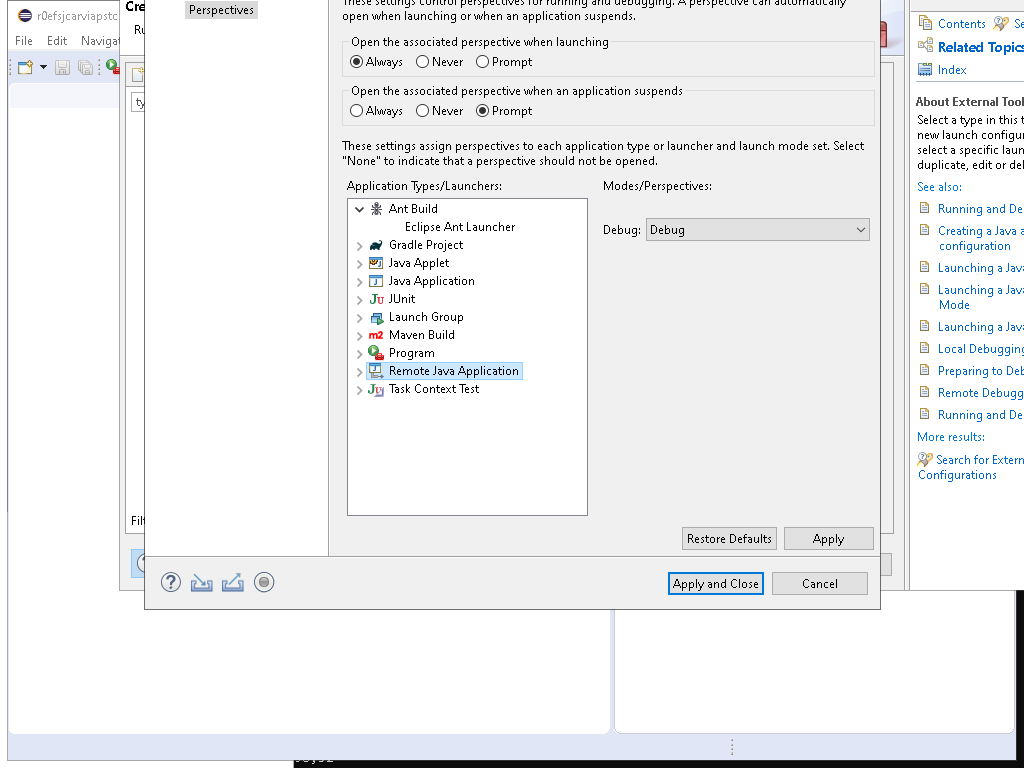 r0efsjcarviapstc
File Edit Navigat
Cre
Ru
ty
Filt
Perspectives
These settings control perspectives for running and debugging. A perspective can automatically
open when launching or when an application suspends.
Open the associated perspective when launching
Always Never Prompt
Open the associated perspective when an application suspends
Always Never Prompt
These settings assign perspectives to each application type or launcher and launch mode set. Select
"None" to indicate that a perspective should not be opened.
Application Types/Launchers:
Ant Build
Eclipse Ant Launcher
Gradle Project
Java Applet
Java Application
JUnit
Launch Group
m2 Maven Build
Program
Remote Java Application
Task Context Test
Modes/Perspectives:
Debug: Debug
Restore Defaults Apply
Apply and Close Cancel
Contents Se
Related Topics
Index
About External Tool
Select a type in this t
new launch configur
select a specific laun
duplicate, edit or del
See also:
Running and De
Creating a Java a
configuration
Launching a Java
Launching a Java
Mode
Launching a Java
Local Debugging
Preparing to Deb
Remote Debugg
Running and De
More results:
Search for Extern
Configurations